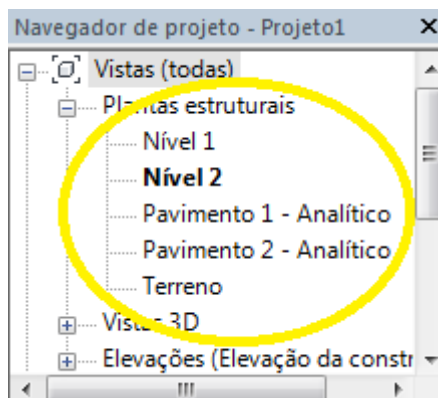 Navegador de projeto - Projeto1
Vistas (todas)
Plantas estruturais
Nível 1
Nível 2
Pavimento 1 - Analítico
Pavimento 2 - Analítico
Terreno
Vistas 3D
Elevações (Elevação da constr